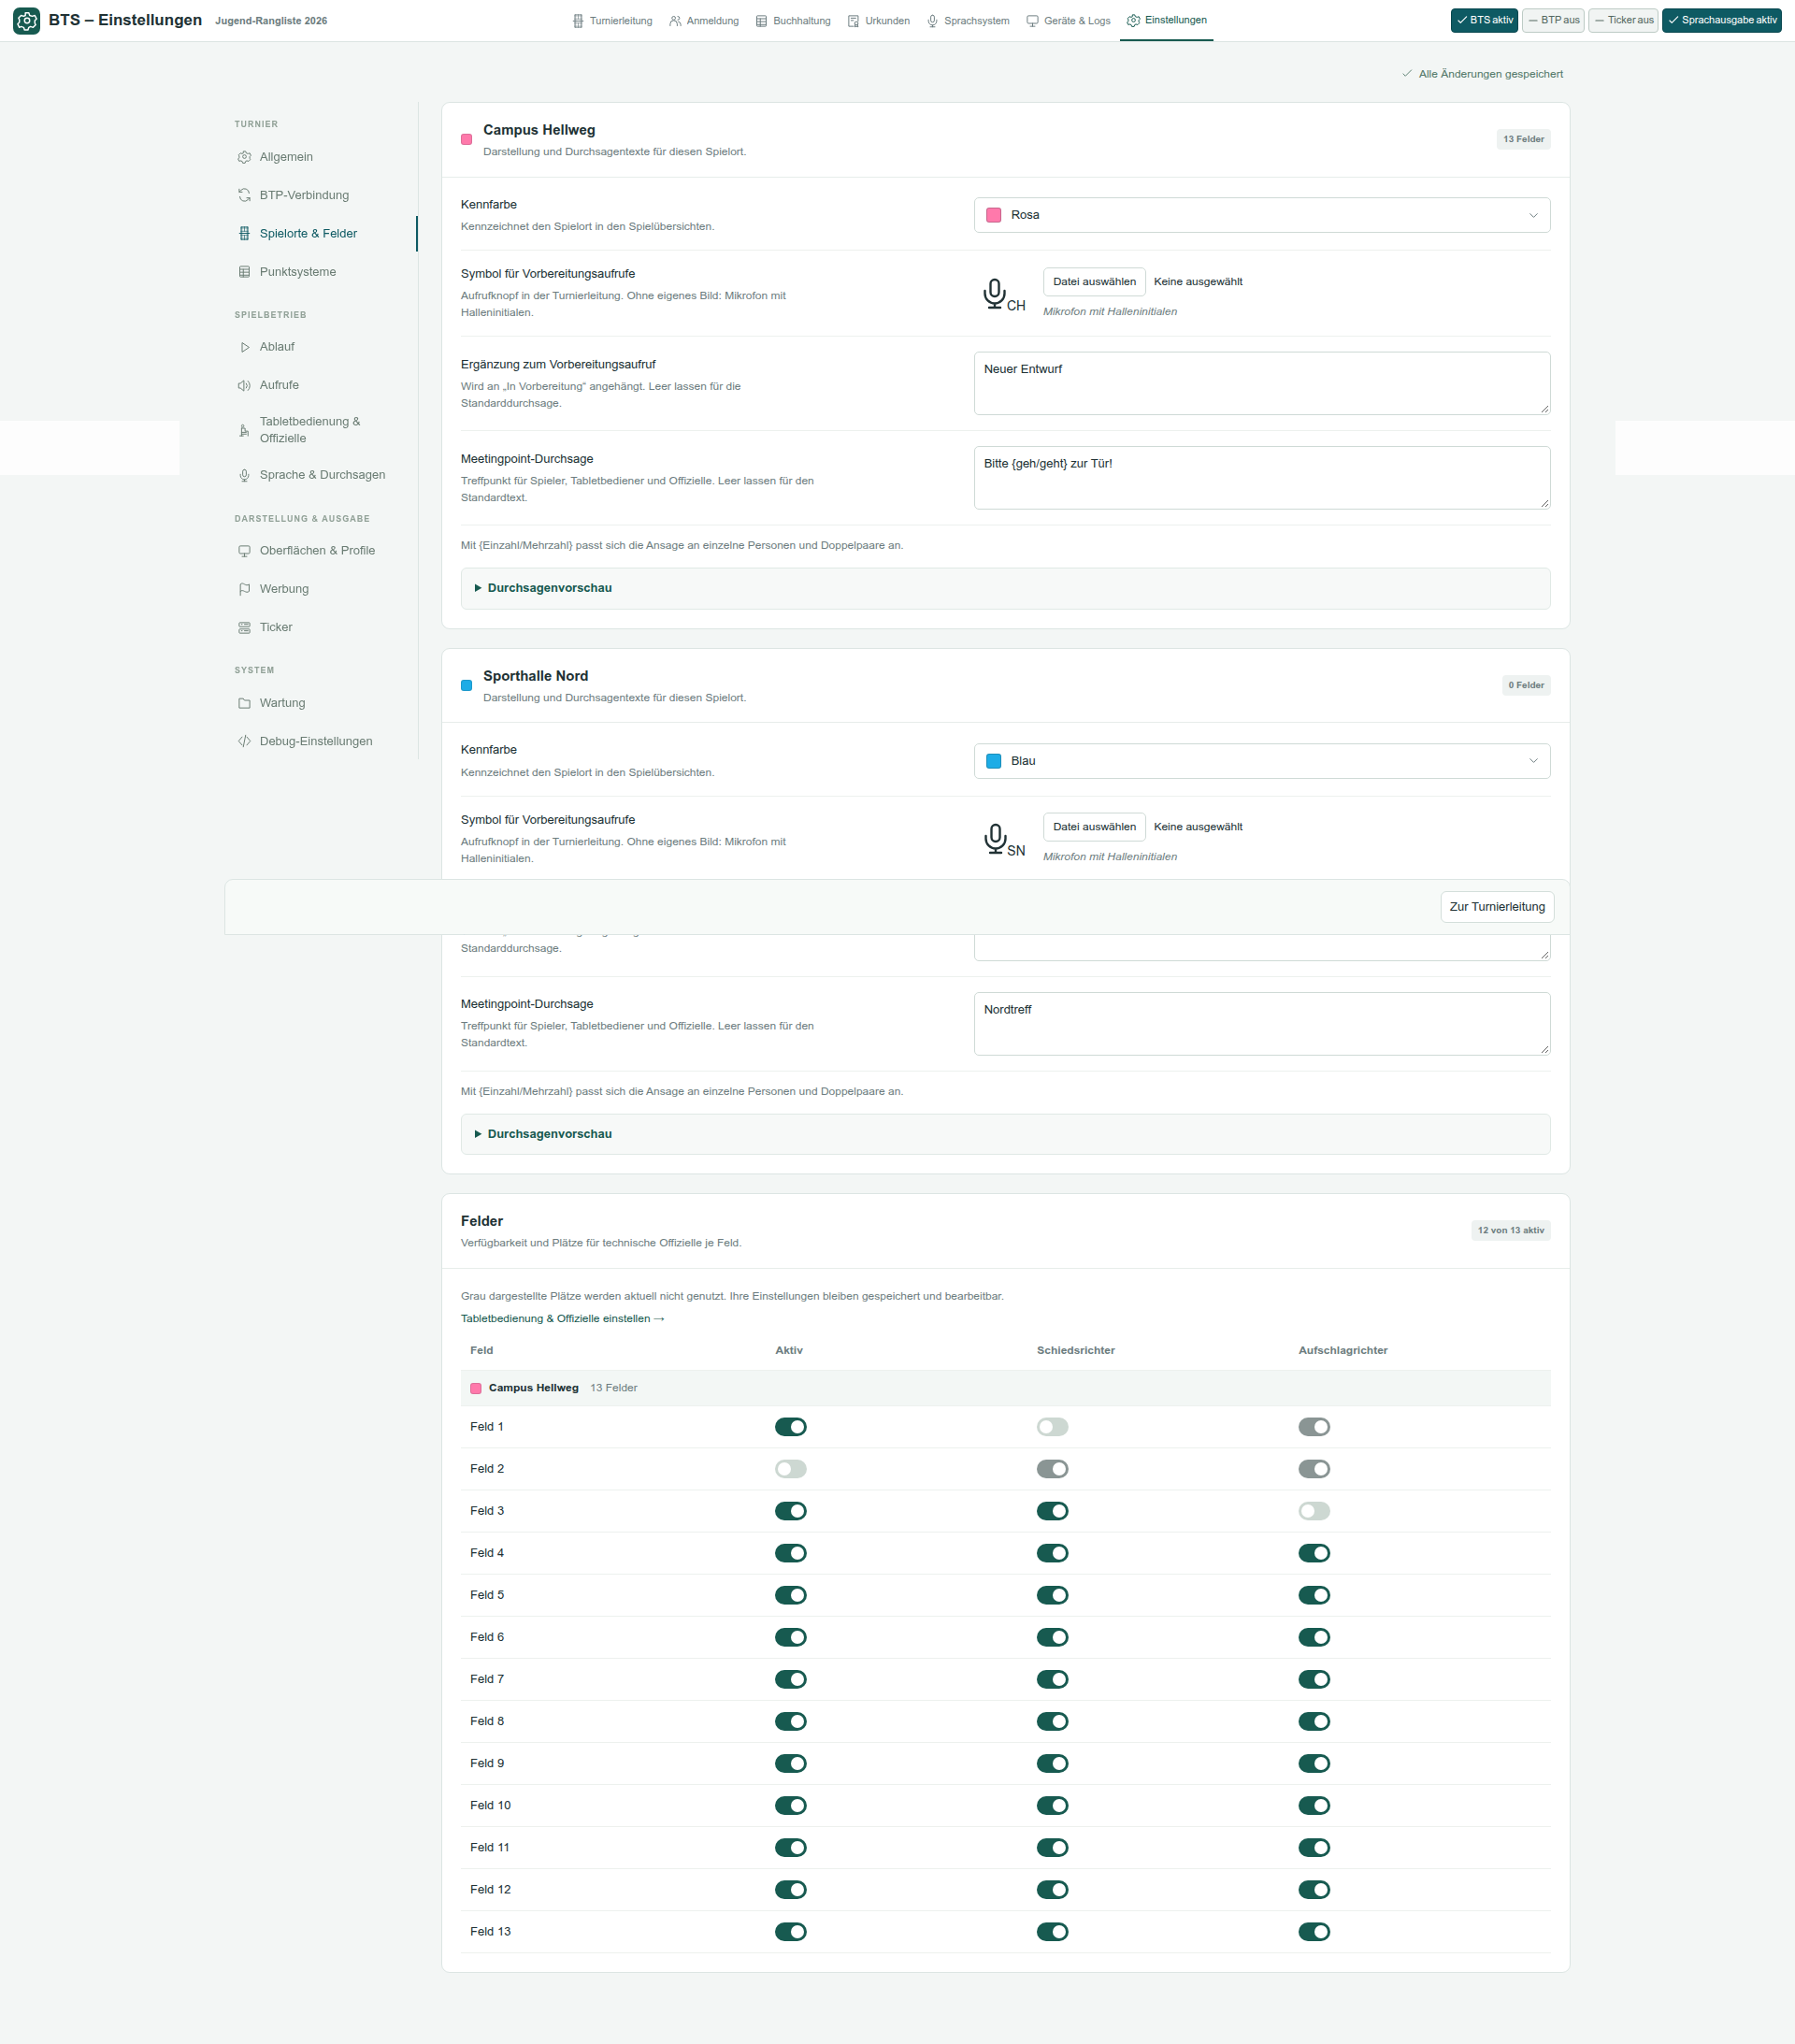 BTS – Einstellungen Jugend-Rangliste 2026 Turnierleitung Anmeldung Buchhaltung Urkunden Sprachsystem Geräte & Logs Einstellungen BTS aktiv BTP aus Ticker aus Sprachausgabe aktiv
Alle Änderungen gespeichert
TURNIER
Allgemein
BTP-Verbindung
Spielorte & Felder
Punktsysteme
SPIELBETRIEB
Ablauf
Aufrufe
Tabletbedienung &
Offizielle
Sprache & Durchsagen
DARSTELLUNG & AUSGABE
Oberflächen & Profile
Werbung
Ticker
SYSTEM
Wartung
Debug-Einstellungen
Campus Hellweg
Darstellung und Durchsagentexte für diesen Spielort.
13 Felder
Kennfarbe
Kennzeichnet den Spielort in den Spielübersichten.
Rosa
Symbol für Vorbereitungsaufrufe
Aufrufknopf in der Turnierleitung. Ohne eigenes Bild: Mikrofon mit
Halleninitialen.
CH
Datei auswählen Keine ausgewählt
Mikrofon mit Halleninitialen
Ergänzung zum Vorbereitungsaufruf
Wird an „In Vorbereitung“ angehängt. Leer lassen für die
Standarddurchsage.
Neuer Entwurf
Meetingpoint-Durchsage
Treffpunkt für Spieler, Tabletbediener und Offizielle. Leer lassen für den
Standardtext.
Bitte {geh/geht} zur Tür!
Mit {Einzahl/Mehrzahl} passt sich die Ansage an einzelne Personen und Doppelpaare an.
Durchsagenvorschau
Sporthalle Nord
Darstellung und Durchsagentexte für diesen Spielort.
0 Felder
Kennfarbe
Kennzeichnet den Spielort in den Spielübersichten.
Blau
Symbol für Vorbereitungsaufrufe
Aufrufknopf in der Turnierleitung. Ohne eigenes Bild: Mikrofon mit
Halleninitialen.
SN
Datei auswählen Keine ausgewählt
Mikrofon mit Halleninitialen
Zur Turnierleitung
Standarddurchsage.
Meetingpoint-Durchsage
Treffpunkt für Spieler, Tabletbediener und Offizielle. Leer lassen für den
Standardtext.
Nordtreff
Mit {Einzahl/Mehrzahl} passt sich die Ansage an einzelne Personen und Doppelpaare an.
Durchsagenvorschau
Felder
Verfügbarkeit und Plätze für technische Offizielle je Feld.
12 von 13 aktiv
Grau dargestellte Plätze werden aktuell nicht genutzt. Ihre Einstellungen bleiben gespeichert und bearbeitbar.
Tabletbedienung & Offizielle einstellen →
Feld Aktiv Schiedsrichter Aufschlagrichter
Campus Hellweg 13 Felder
Feld 1
Feld 2
Feld 3
Feld 4
Feld 5
Feld 6
Feld 7
Feld 8
Feld 9
Feld 10
Feld 11
Feld 12
Feld 13